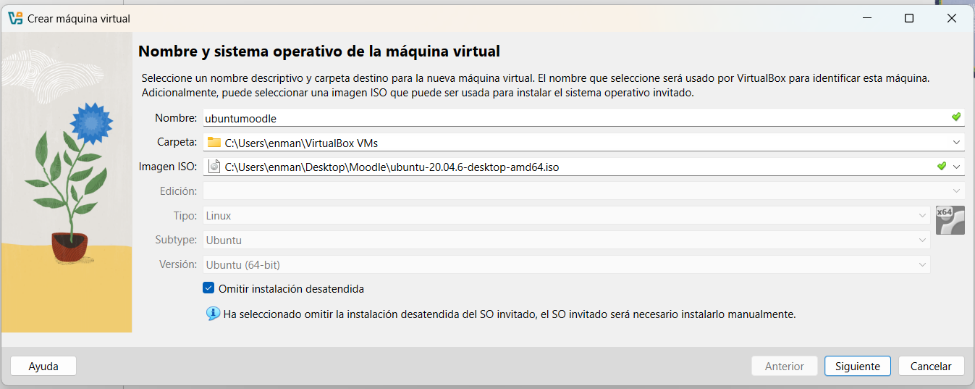 Crear máquina virtual
Nombre y sistema operativo de la máquina virtual
Seleccione un nombre descriptivo y carpeta destino para la nueva máquina virtual. El nombre que seleccione será usado por VirtualBox para identificar esta máquina.
Adicionalmente, puede seleccionar una imagen ISO que puede ser usada para instalar el sistema operativo invitado.
Nombre: ubuntumoodle
Carpeta: C:\Users\enman\VirtualBox VMs
Imagen ISO: C:\Users\enman\Desktop\Moodle\ubuntu-20.04.6-desktop-amd64.iso
Edición:
Tipo: Linux x64
Subtype: Ubuntu
Versión: Ubuntu (64-bit)
Omitir instalación desatendida
Ha seleccionado omitir la instalación desatendida del SO invitado, el SO invitado será necesario instalarlo manualmente.
Ayuda Anterior Siguiente Cancelar